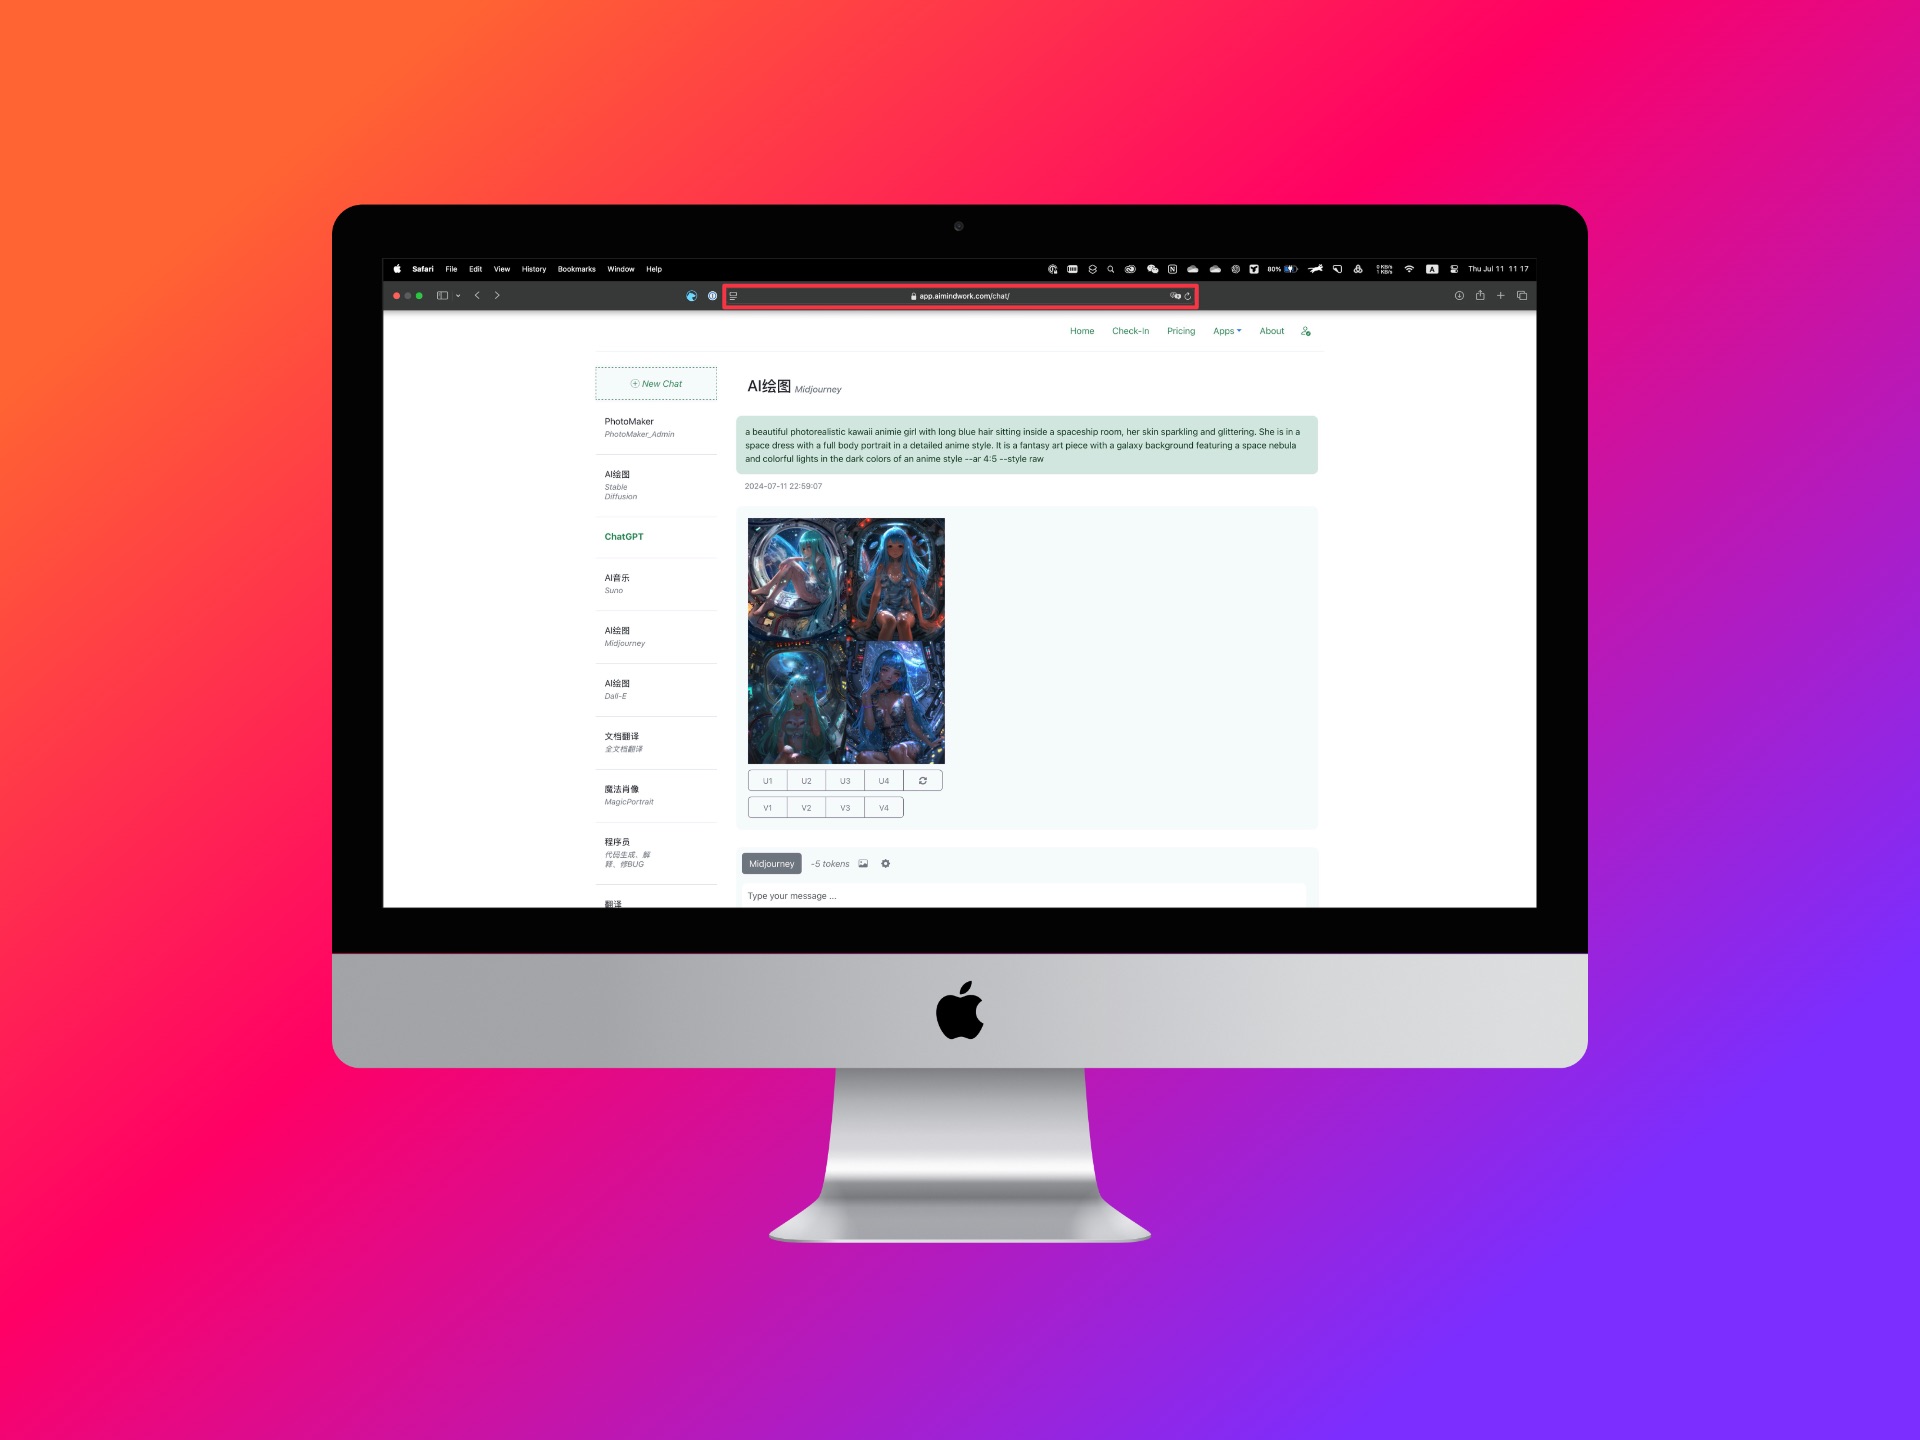 Safari File Edit View History Bookmarks Window Help
80%
0 KB/s
1 KB/s
A
Thu Jul 11 11 17
app.aimindwork.com/chat/
Home Check-In Pricing Apps About
New Chat
PhotoMaker
PhotoMaker_Admin
AI绘图
Stable
Diffusion
ChatGPT
AI音乐
Suno
AI绘图
Midjourney
AI绘图
Dall-E
文档翻译
全文档翻译
魔法肖像
MagicPortrait
程序员
代码生成、解
释、修BUG
翻译
AI绘图 Midjourney
a beautiful photorealistic kawaii animie girl with long blue hair sitting inside a spaceship room, her skin sparkling and glittering. She is in a
space dress with a full body portrait in a detailed anime style. It is a fantasy art piece with a galaxy background featuring a space nebula
and colorful lights in the dark colors of an anime style --ar 4:5 --style raw
2024-07-11 22:59:07
U1 U2 U3 U4
V1 V2 V3 V4
Midjourney -5 tokens
Type your message ...